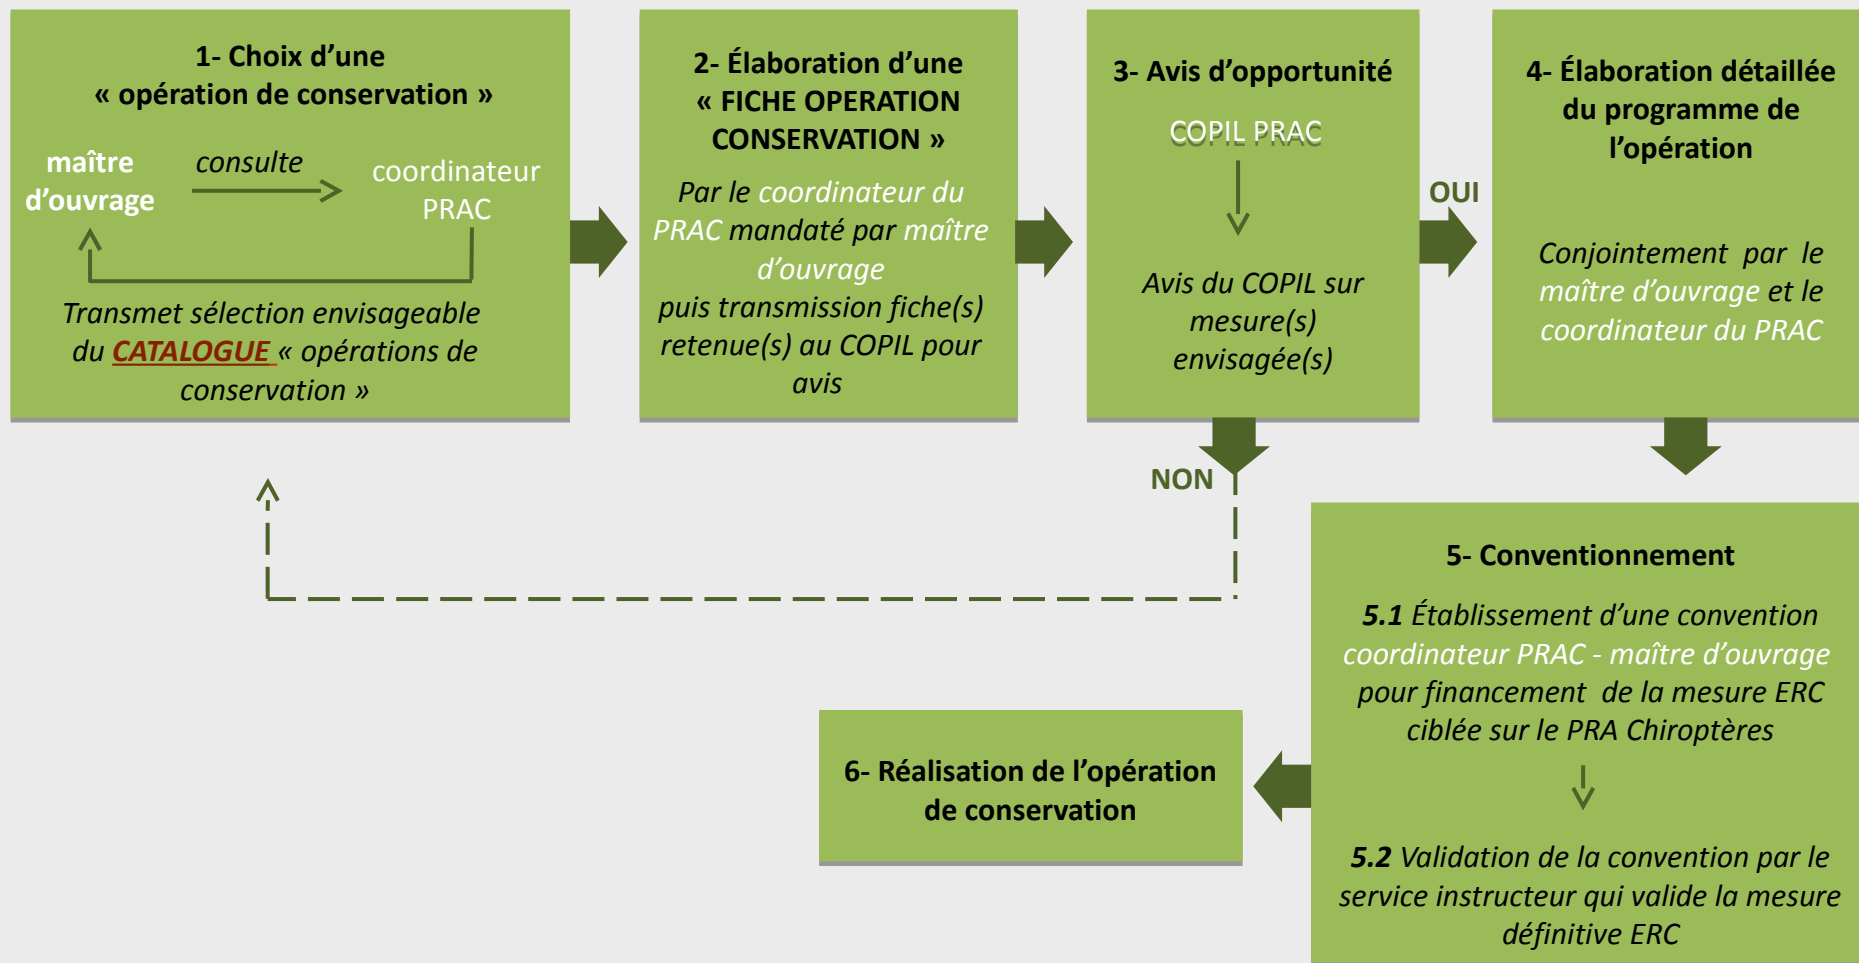 1- Choix d’une
« opération de conservation »
maître
d’ouvrage
consulte
coordinateur
PRAC
Transmet sélection envisageable
du CATALOGUE « opérations de
conservation »
2- Élaboration d’une
« FICHE OPERATION
CONSERVATION »
Par le coordinateur du
PRAC mandaté par maître
d’ouvrage
puis transmission fiche(s)
retenue(s) au COPIL pour
avis
3- Avis d’opportunité
COPIL PRAC
Avis du COPIL sur
mesure(s)
envisagée(s)
OUI
NON
4- Élaboration détaillée
du programme de
l’opération
Conjointement par le
maître d’ouvrage et le
coordinateur du PRAC
5- Conventionnement
5.1 Établissement d’une convention
coordinateur PRAC - maître d’ouvrage
pour financement de la mesure ERC
ciblée sur le PRA Chiroptères
5.2 Validation de la convention par le
service instructeur qui valide la mesure
définitive ERC
6- Réalisation de l’opération
de conservation